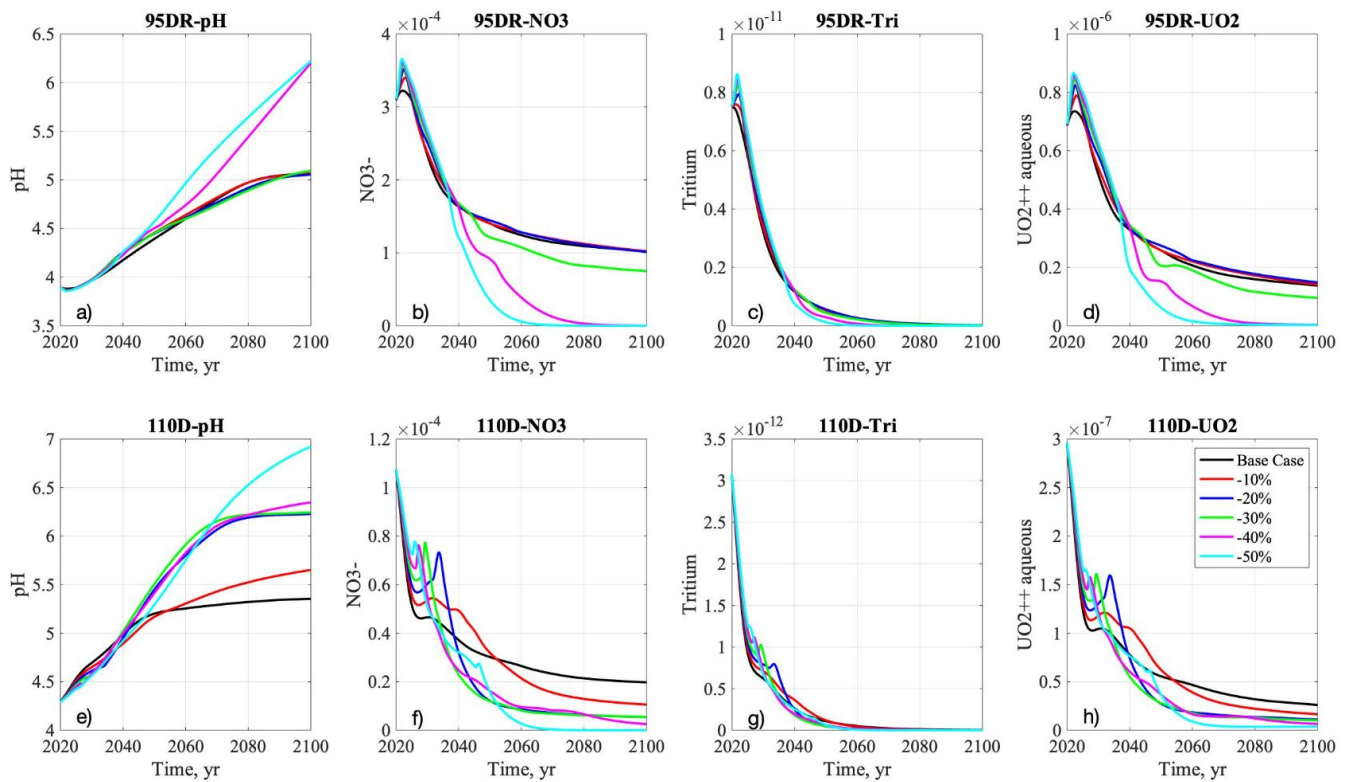 95DR-pH
6.5
6
5.5
5
4.5
4
3.5
pH
a)
2020 2040 2060 2080 2100
Time, yr
95DR-NO3
×10⁻⁴
4
3
2
1
0
NO3-
b)
2020 2040 2060 2080 2100
Time, yr
95DR-Tri
×10⁻¹¹
1
0.8
0.6
0.4
0.2
0
Tritium
c)
2020 2040 2060 2080 2100
Time, yr
95DR-UO2
×10⁻⁶
1
0.8
0.6
0.4
0.2
0
UO2++ aqueous
d)
2020 2040 2060 2080 2100
Time, yr
110D-pH
7
6.5
6
5.5
5
4.5
4
pH
e)
2020 2040 2060 2080 2100
Time, yr
110D-NO3
×10⁻⁴
1.2
1
0.8
0.6
0.4
0.2
0
NO3-
f)
2020 2040 2060 2080 2100
Time, yr
110D-Tri
×10⁻¹²
3.5
3
2.5
2
1.5
1
0.5
0
Tritium
g)
2020 2040 2060 2080 2100
Time, yr
110D-UO2
×10⁻⁷
3
2.5
2
1.5
1
0.5
0
UO2++ aqueous
h)
2020 2040 2060 2080 2100
Time, yr
Base Case
-10%
-20%
-30%
-40%
-50%